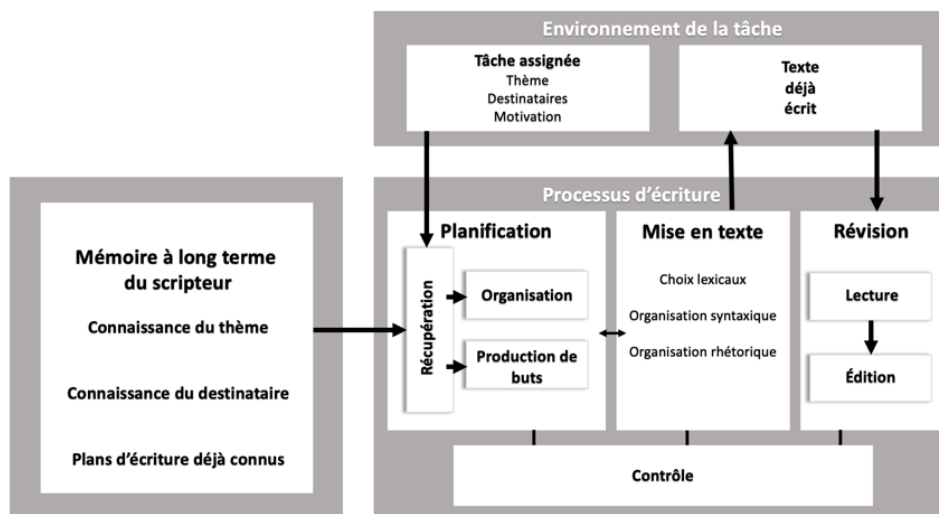 Environnement de la tâche
Tâche assignée
Thème
Destinataires
Motivation
Texte
déjà
écrit
Mémoire à long terme
du scripteur
Connaissance du thème
Connaissance du destinataire
Plans d'écriture déjà connus
Processus d'écriture
Planification
Récupération
Organisation
Production de
buts
Mise en texte
Choix lexicaux
Organisation syntaxique
Organisation rhétorique
Révision
Lecture
Édition
Contrôle